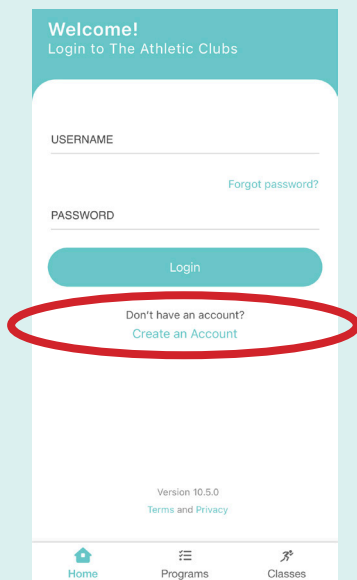 Welcome!
Login to The Athletic Clubs
USERNAME
Forgot password?
PASSWORD
Login
Don't have an account?
Create an Account
Version 10.5.0
Terms and Privacy
Home Programs Classes